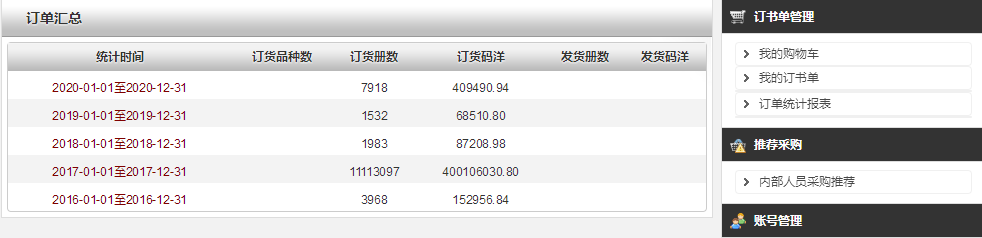 订单汇总
统计时间 订货品种数 订货册数 订货码洋 发货册数 发货码洋
2020-01-01至2020-12-31 7918 409490.94
2019-01-01至2019-12-31 1532 68510.80
2018-01-01至2018-12-31 1983 87208.98
2017-01-01至2017-12-31 11113097 400106030.80
2016-01-01至2016-12-31 3968 152956.84
订书单管理
我的购物车
我的订书单
订单统计报表
推荐采购
内部人员采购推荐
账号管理